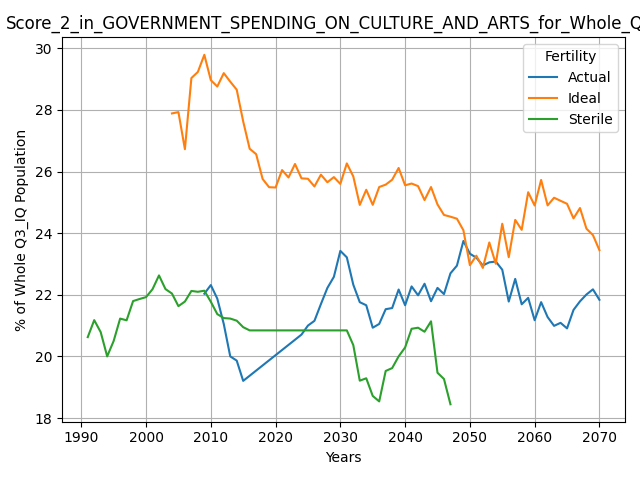 Score_2_in_GOVERNMENT_SPENDING_ON_CULTURE_AND_ARTS_for_Whole_Q
Fertility
Actual
Ideal
Sterile
% of Whole Q3_IQ Population
30
28
26
24
22
20
18
1990 2000 2010 2020 2030 2040 2050 2060 2070
Years